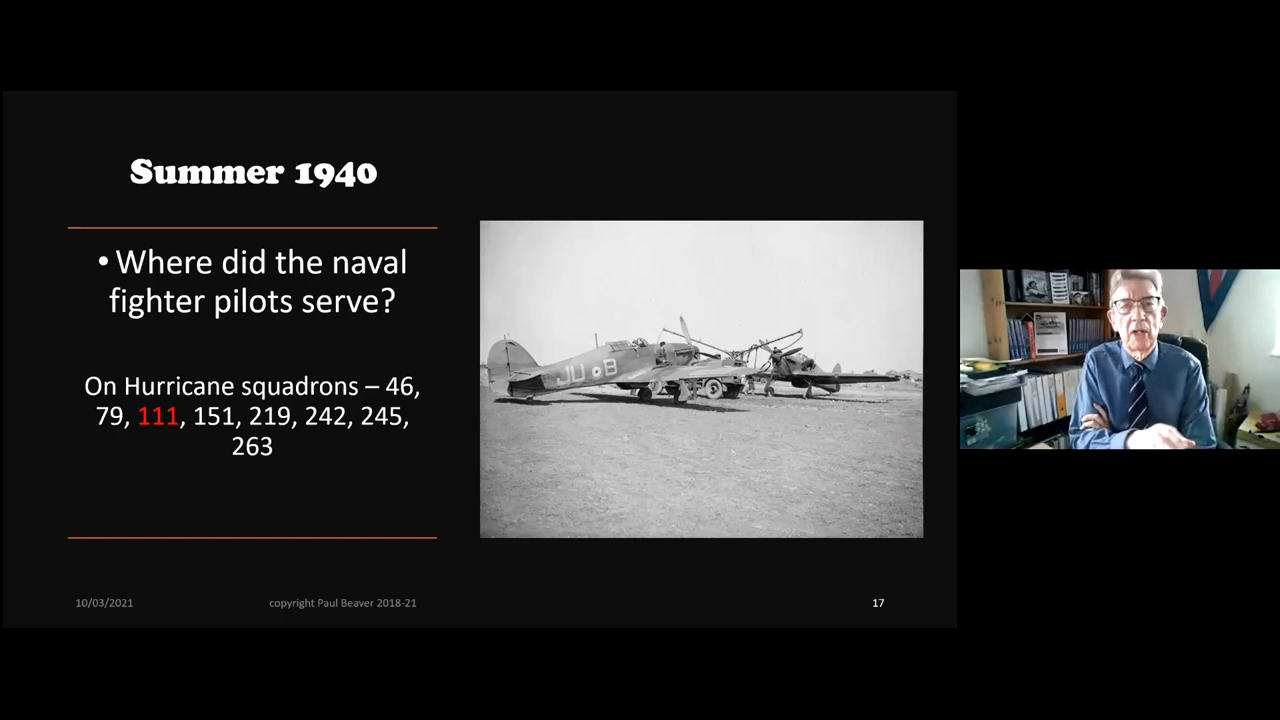 Summer 1940
• Where did the naval
fighter pilots serve?
On Hurricane squadrons – 46,
79, 111, 151, 219, 242, 245,
263
JU B
10/03/2021
copyright Paul Beaver 2018-21
17